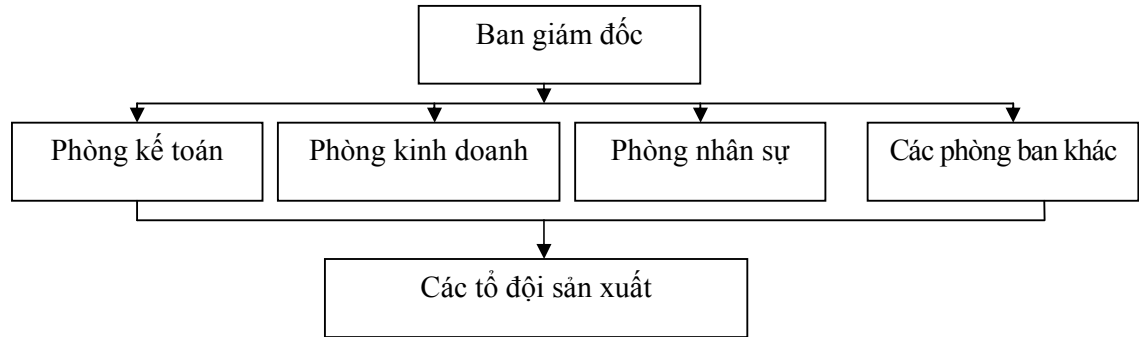 Ban giám đốc
Phòng kế toán
Phòng kinh doanh
Phòng nhân sự
Các phòng ban khác
Các tổ đội sản xuất